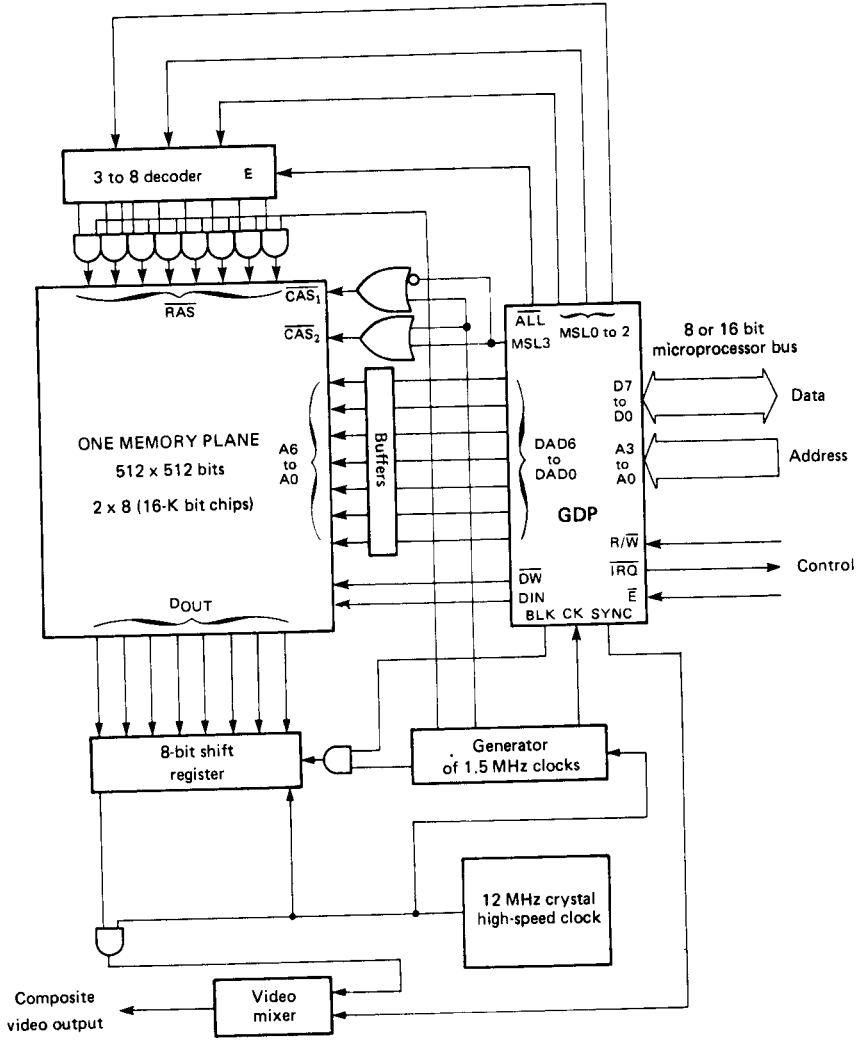 3 to 8 decoder E
RAS
CAS1
CAS2
ALL
MSL0 to 2
MSL3
8 or 16 bit
microprocessor bus
D7
to
D0
Data
A3
to
A0
Address
ONE MEMORY PLANE
512 x 512 bits
2 x 8 (16-K bit chips)
A6
to
A0
Buffers
DAD6
to
DAD0
GDP
R/W
IRQ
E
Control
DW
DIN
BLK CK SYNC
DOUT
8-bit shift
register
Generator
of 1.5 MHz clocks
12 MHz crystal
high-speed clock
Composite
video output
Video
mixer